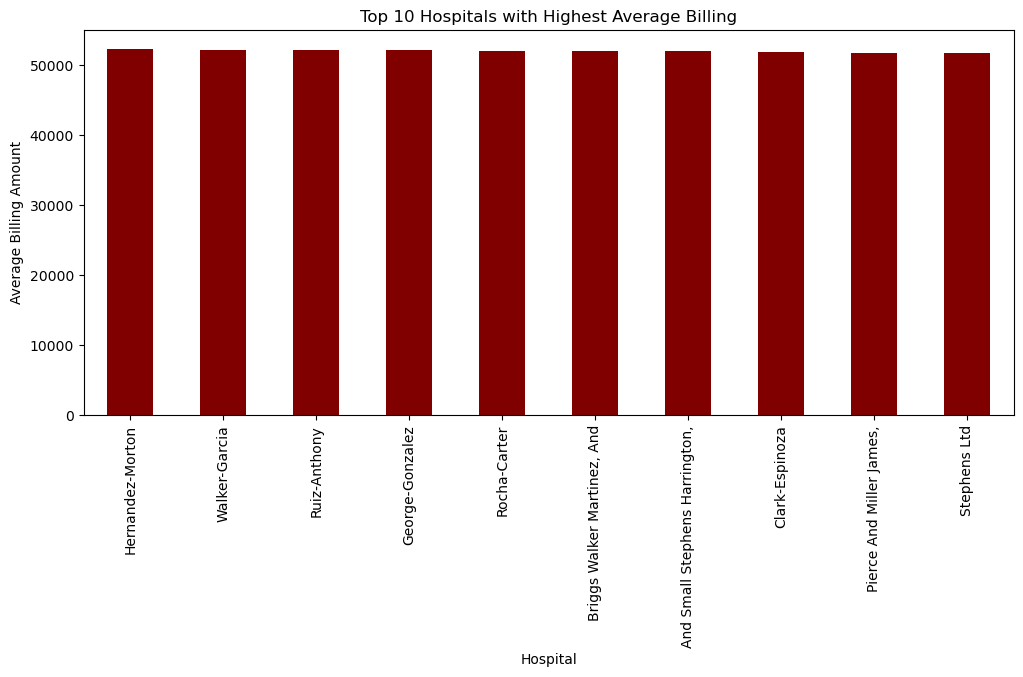 Top 10 Hospitals with Highest Average Billing
Average Billing Amount
50000
40000
30000
20000
10000
0
Hernandez-Morton
Walker-Garcia
Ruiz-Anthony
George-Gonzalez
Rocha-Carter
Briggs Walker Martinez, And
And Small Stephens Harrington,
Clark-Espinoza
Pierce And Miller James,
Stephens Ltd
Hospital